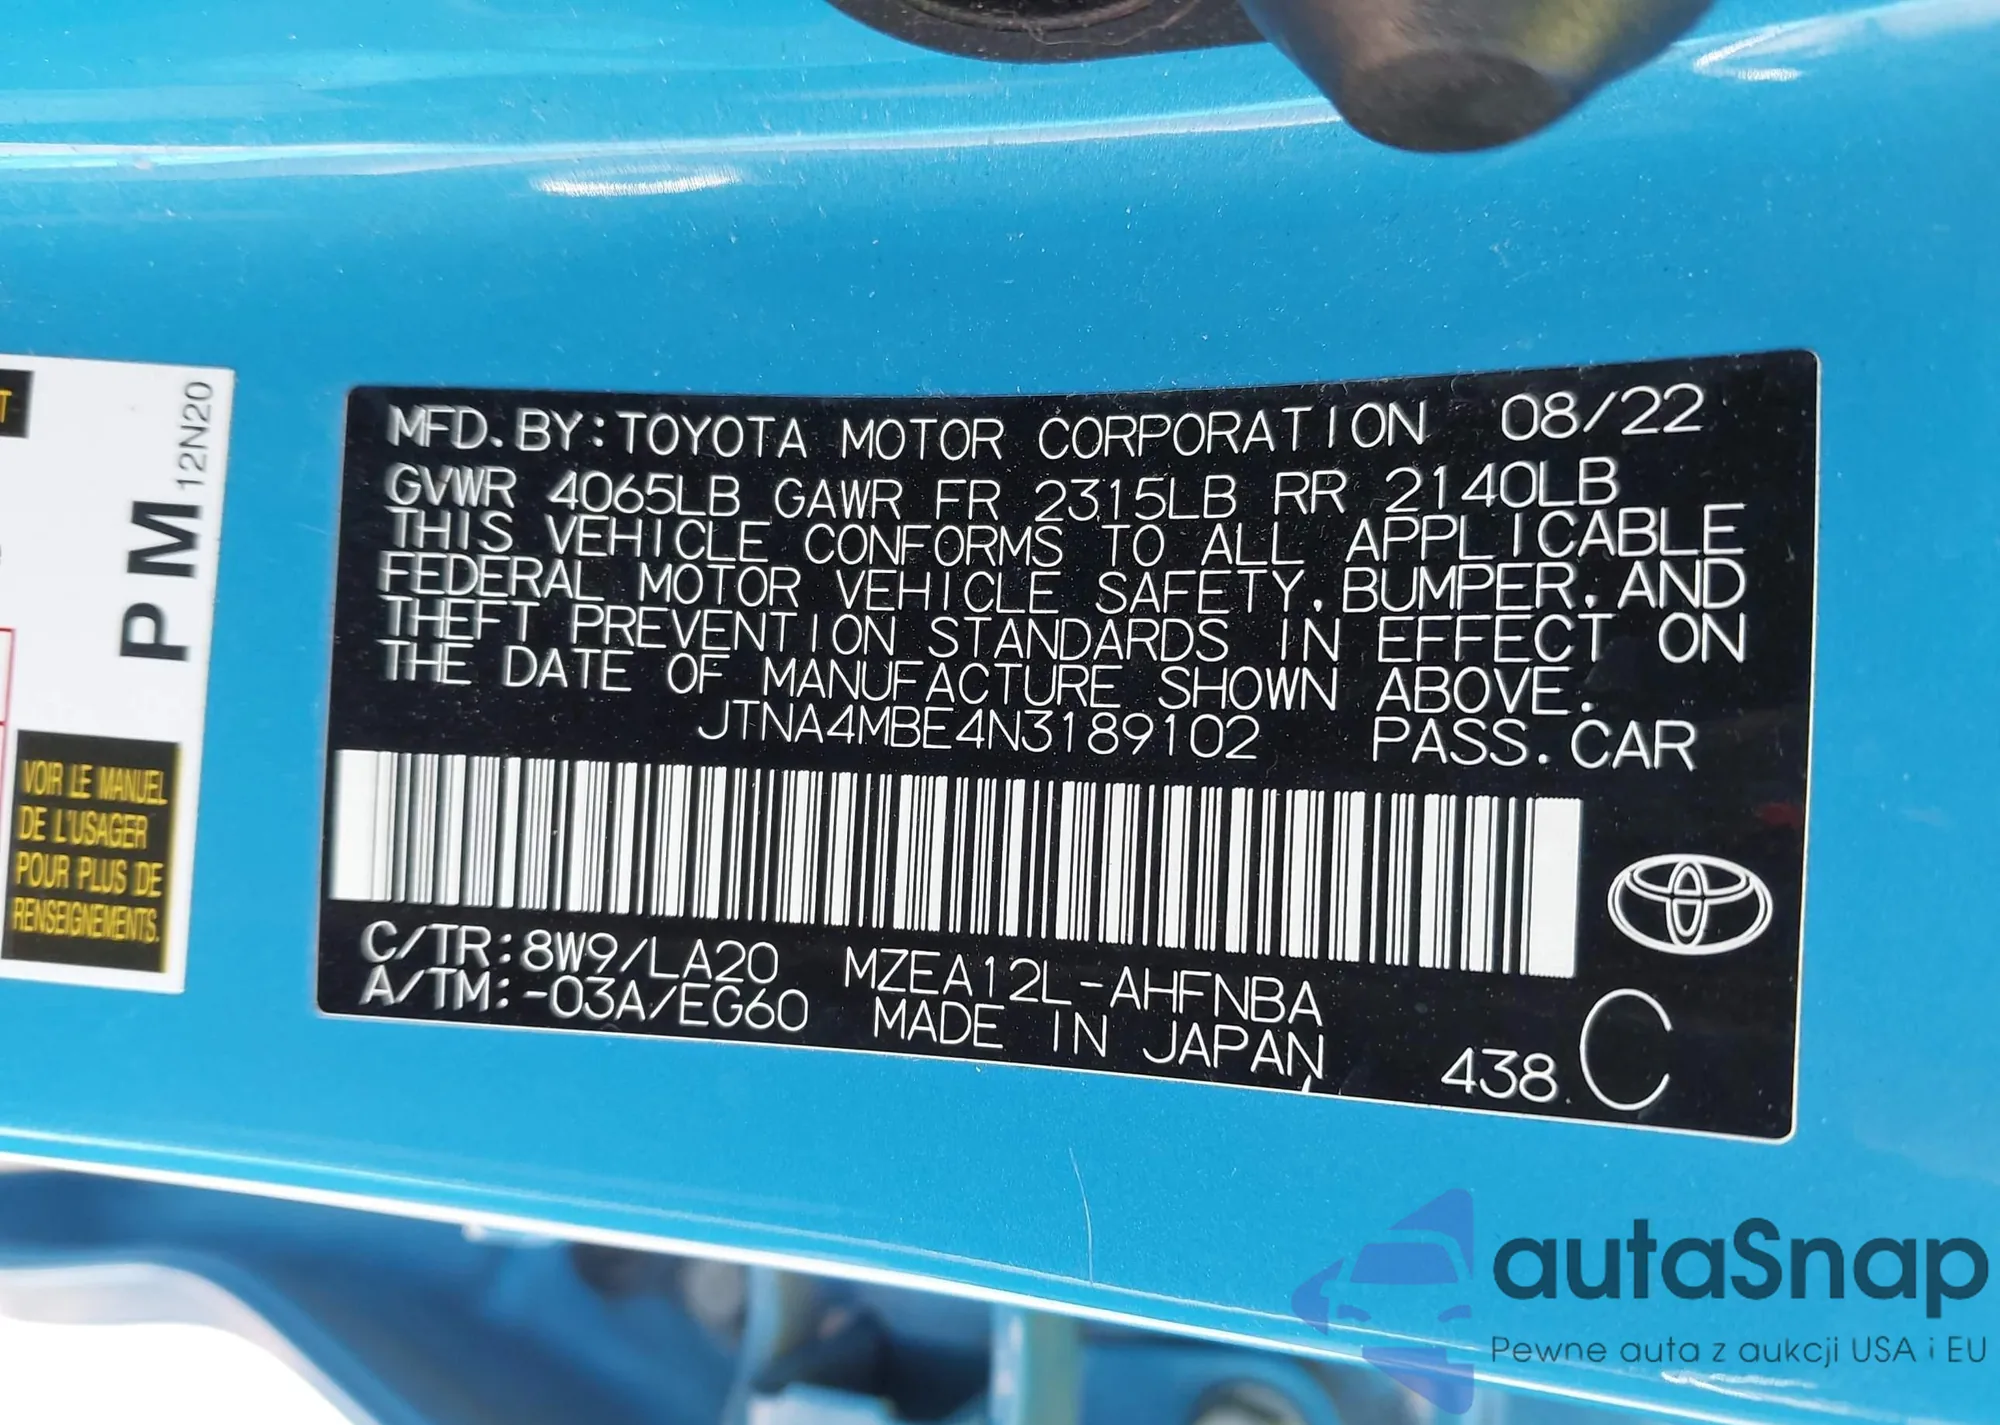 T
PM 12N20
VOIR LE MANUEL
DE L'USAGER
POUR PLUS DE
RENSEIGNEMENTS.
MFD. BY: TOYOTA MOTOR CORPORATION 08/22
GVWR 4065LB GAWR FR 2315LB RR 2140LB
THIS VEHICLE CONFORMS TO ALL APPLICABLE
FEDERAL MOTOR VEHICLE SAFETY, BUMPER, AND
THEFT PREVENTION STANDARDS IN EFFECT ON
THE DATE OF MANUFACTURE SHOWN ABOVE.
JTNA4MBE4N3189102 PASS. CAR
C/TR: 8W9/LA20 MZEA12L-AHFNBA
A/TM: -03A/EG60 MADE IN JAPAN 438 C
autaSnap
Pewne auta z aukcji USA i EU